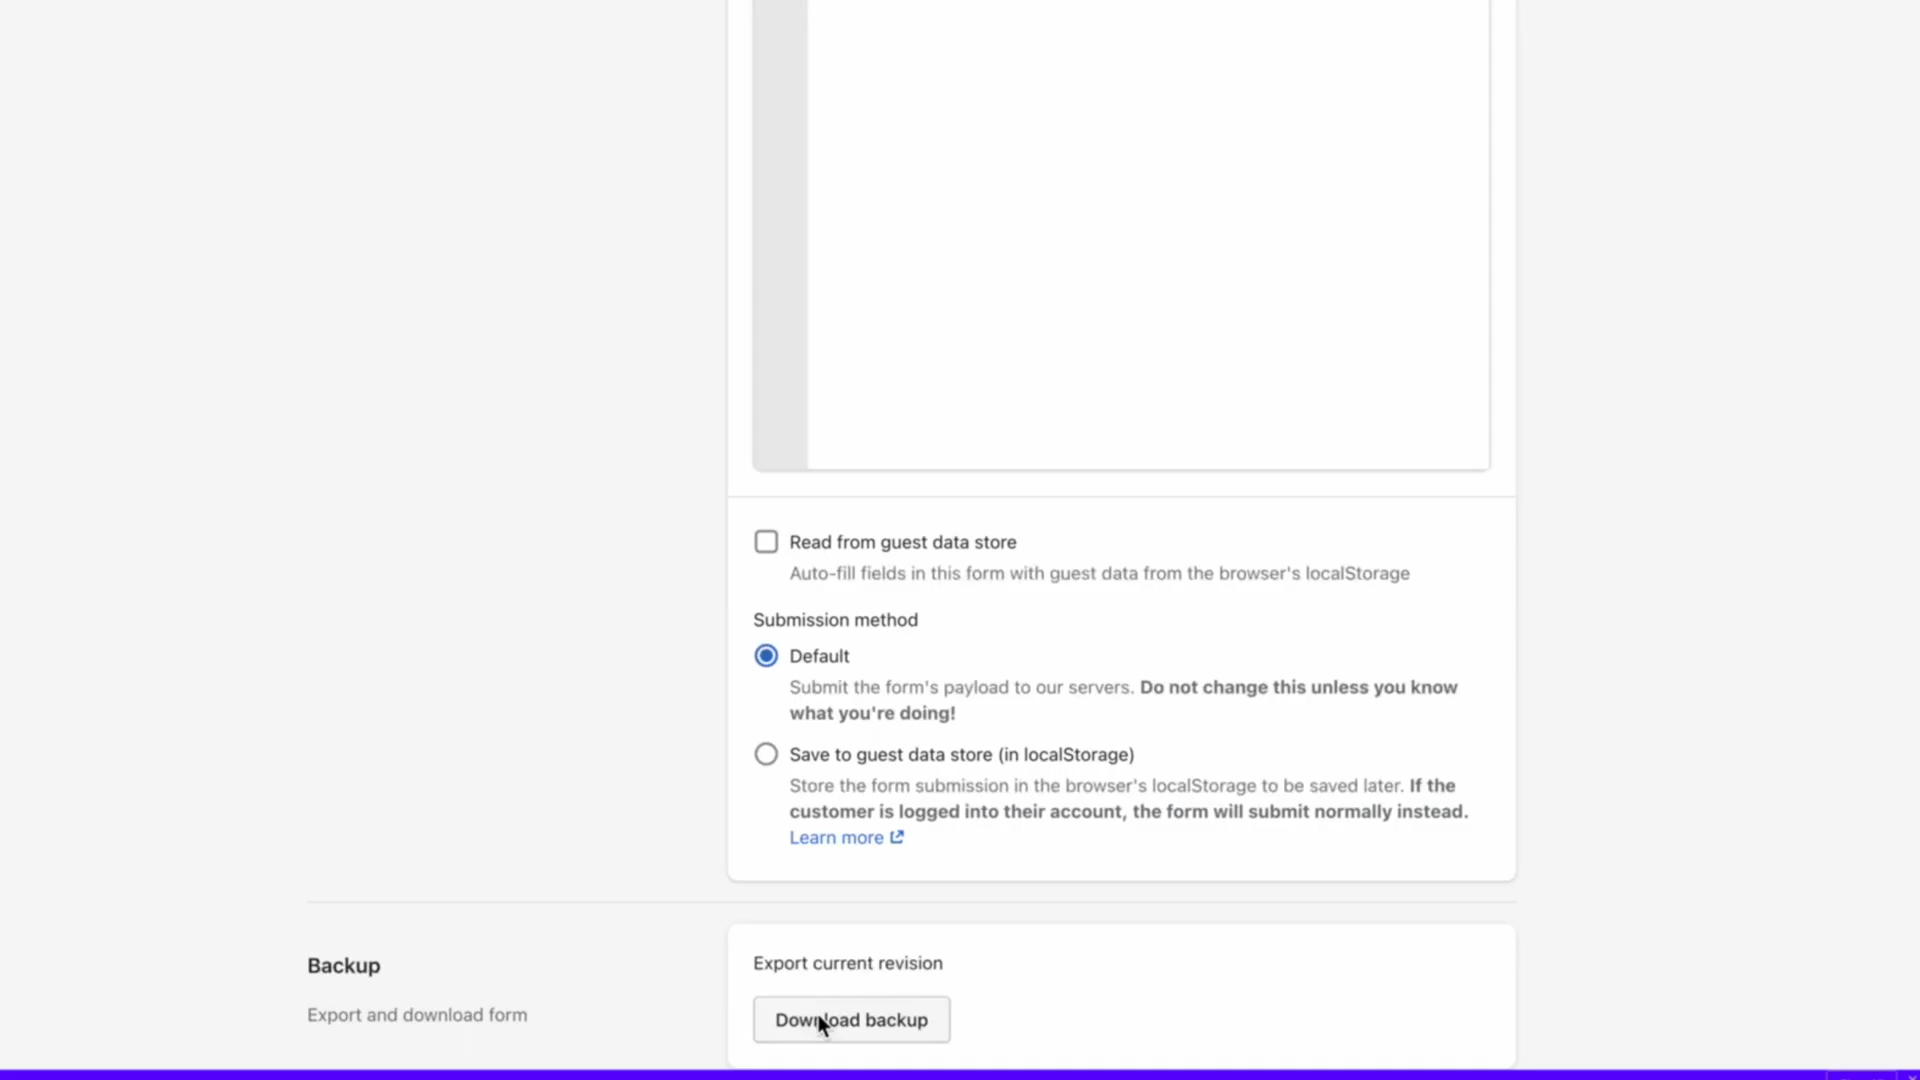 Read from guest data store
Auto-fill fields in this form with guest data from the browser's localStorage
Submission method
Default
Submit the form's payload to our servers. Do not change this unless you know
what you're doing!
Save to guest data store (in localStorage)
Store the form submission in the browser's localStorage to be saved later. If the
customer is logged into their account, the form will submit normally instead.
Learn more
Backup
Export and download form
Export current revision
Download backup